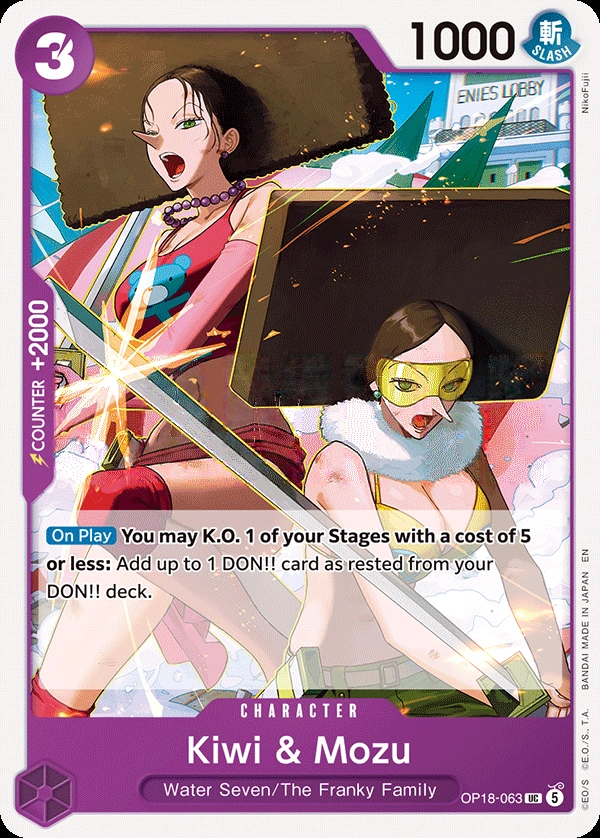 3
1000
斬
SLASH
NikoFujii
ENIES LOBBY
COUNTER +2000
On Play You may K.O. 1 of your Stages with a cost of 5
or less: Add up to 1 DON!! card as rested from your
DON!! deck.
CHARACTER
Kiwi & Mozu
Water Seven/The Franky Family
OP18-063 UC 5
©E.O/S ©E.O./S., T.A. BANDAI MADE IN JAPAN EN